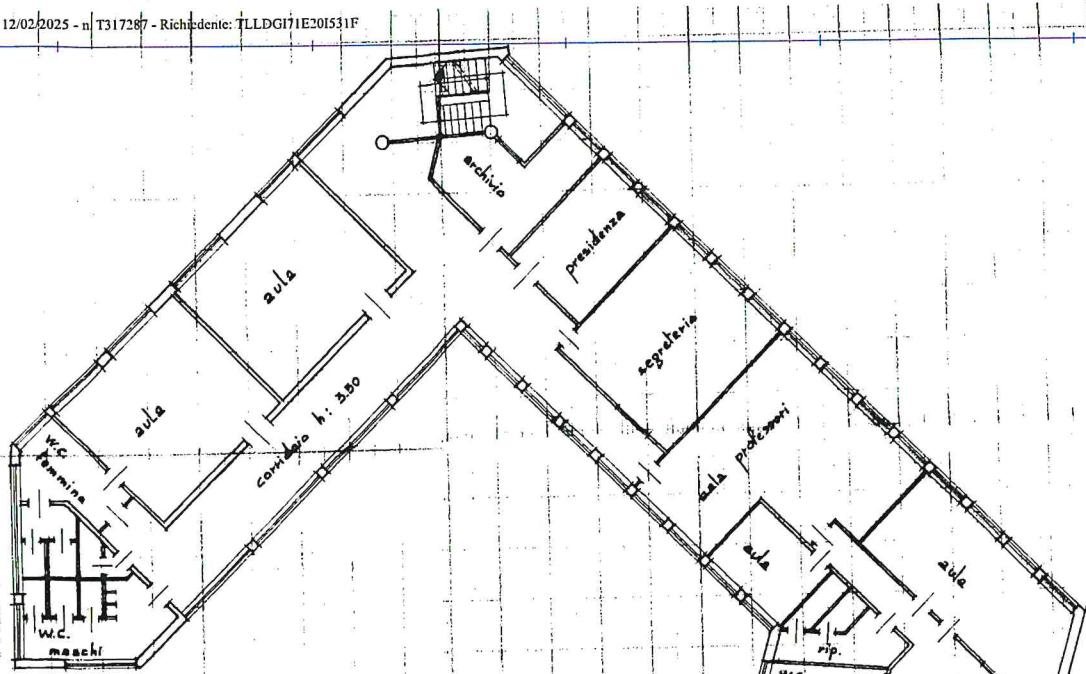 12/02/2025 - n. T317287 - Richiedente: TLLDGI71E20I531F
archivio
presidenza
aula
segreteria
aula
corridoio h: 3.50
sala professori
W.C.
femmine
aula
aula
W.C.
maschi
rip.
W.C.